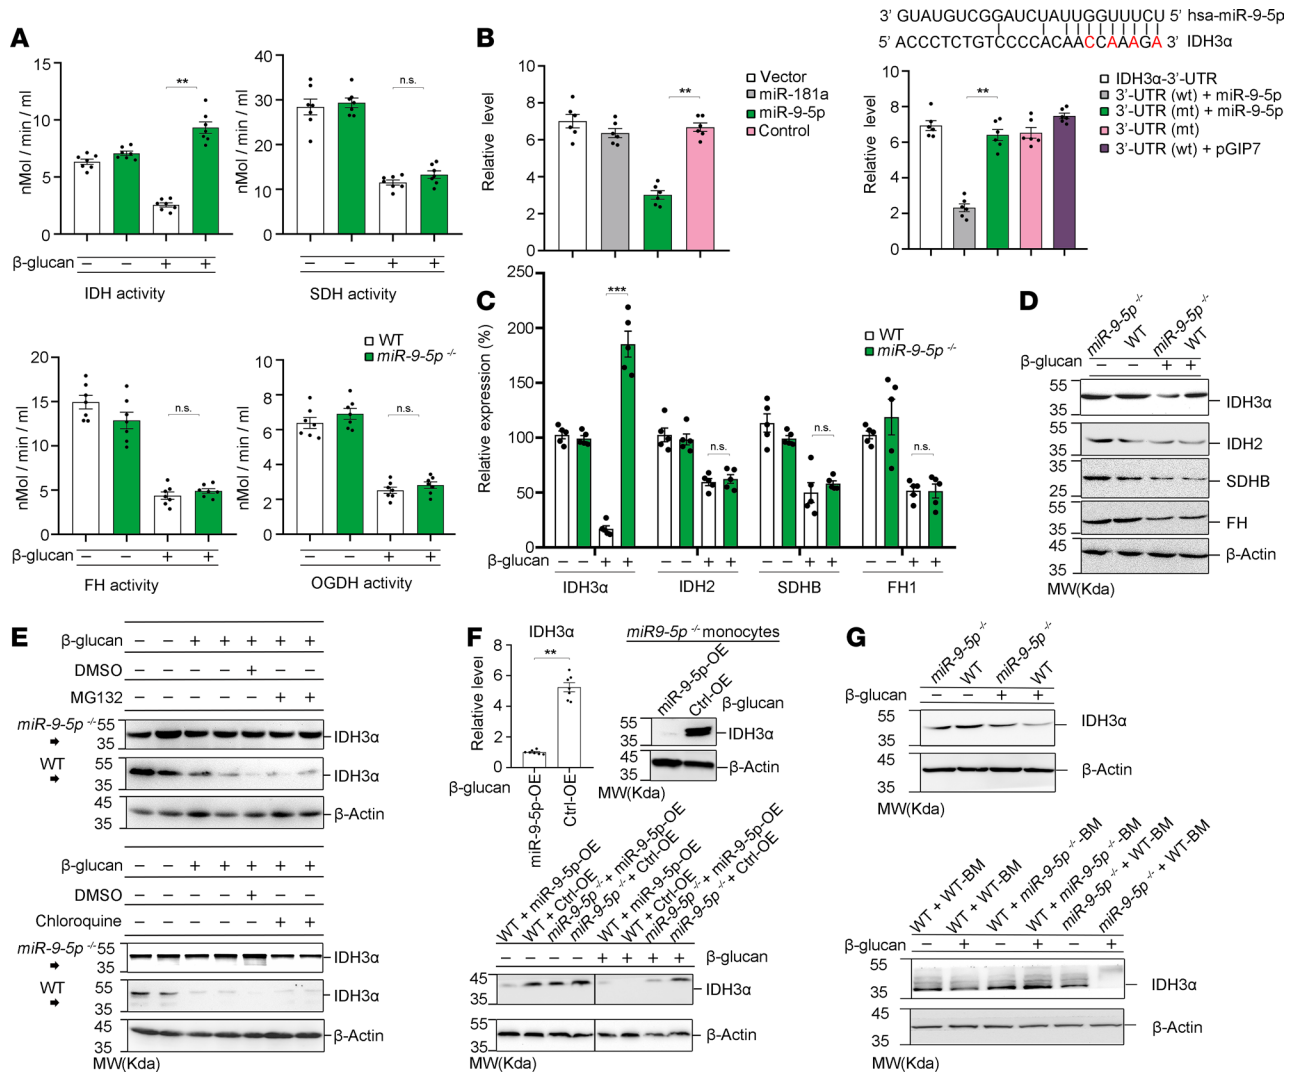 A
15
10
5
0
nMol / min / ml
**
β-glucan
− − + +
IDH activity
40
30
20
10
0
nMol / min / ml
n.s.
− − + +
SDH activity
WT
miR-9-5p -/-
20
15
10
5
0
nMol / min / ml
n.s.
β-glucan
− − + +
FH activity
10
8
6
4
2
0
nMol / min / ml
n.s.
− − + +
OGDH activity
B
10
8
6
4
2
0
Relative level
**
Vector
miR-181a
miR-9-5p
Control
3' GUAUGUCGGAUCUAUUGGUUUCU 5' hsa-miR-9-5p
5' ACCCTCTGTCCCCACAACCAAAGA 3' IDH3α
10
8
6
4
2
0
Relative level
**
IDH3α-3'-UTR
3'-UTR (wt) + miR-9-5p
3'-UTR (mt) + miR-9-5p
3'-UTR (mt)
3'-UTR (wt) + pGIP7
C
250
200
150
100
50
0
Relative expression (%)
***
n.s.
n.s.
n.s.
WT
miR-9-5p -/-
β-glucan
− − + + − − + + − − + + − − + +
IDH3α IDH2 SDHB FH1
D
miR-9-5p -/- WT miR-9-5p -/- WT
β-glucan − − + +
55
35
IDH3α
55
35
IDH2
35
25
SDHB
55
35
FH
45
35
β-Actin
MW(Kda)
E
β-glucan − − + + + + +
DMSO − − − − + − −
MG132 − − − − − + +
miR-9-5p -/- 55
35
IDH3α
WT 55
35
IDH3α
45
35
β-Actin
β-glucan − − + + + + +
DMSO − − − − + − −
Chloroquine − − − − − + +
miR-9-5p -/- 55
35
IDH3α
WT 55
35
IDH3α
45
35
β-Actin
MW(Kda)
F
IDH3α
8
6
4
2
0
Relative level
**
β-glucan
miR-9-5p-OE
Ctrl-OE
miR9-5p -/- monocytes
miR-9-5p-OE
Ctrl-OE
β-glucan
55
35
IDH3α
45
35
β-Actin
MW(Kda)
WT + miR-9-5p-OE
WT + Ctrl-OE
miR-9-5p -/- + miR-9-5p-OE
miR-9-5p -/- + Ctrl-OE
WT + miR-9-5p-OE
WT + Ctrl-OE
miR-9-5p -/- + miR-9-5p-OE
miR-9-5p -/- + Ctrl-OE
− − − − + + + + β-glucan
45
35
IDH3α
55
35
β-Actin
MW(Kda)
G
miR-9-5p -/- WT miR-9-5p -/- WT
β-glucan − − + +
55
35
IDH3α
45
35
β-Actin
MW(Kda)
WT + WT-BM
WT + WT-BM
WT + miR-9-5p -/- -BM
WT + miR-9-5p -/- -BM
miR-9-5p -/- + WT-BM
miR-9-5p -/- + WT-BM
β-glucan − + − + − +
55
35
IDH3α
45
35
β-Actin
MW(Kda)